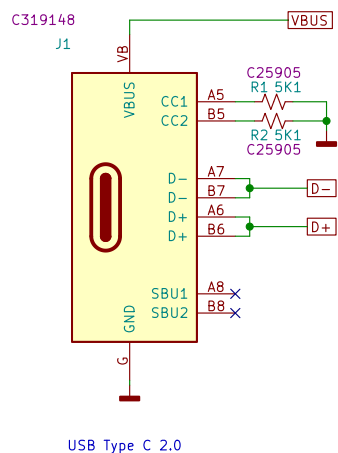 C319148
VBUS
J1
VB
C25905
R1 5K1
VBUS
CC1 A5
CC2 B5
R2 5K1
C25905
D- A7
D- B7
D-
D+ A6
D+ B6
D+
SBU1 A8
SBU2 B8
GND
G
USB Type C 2.0